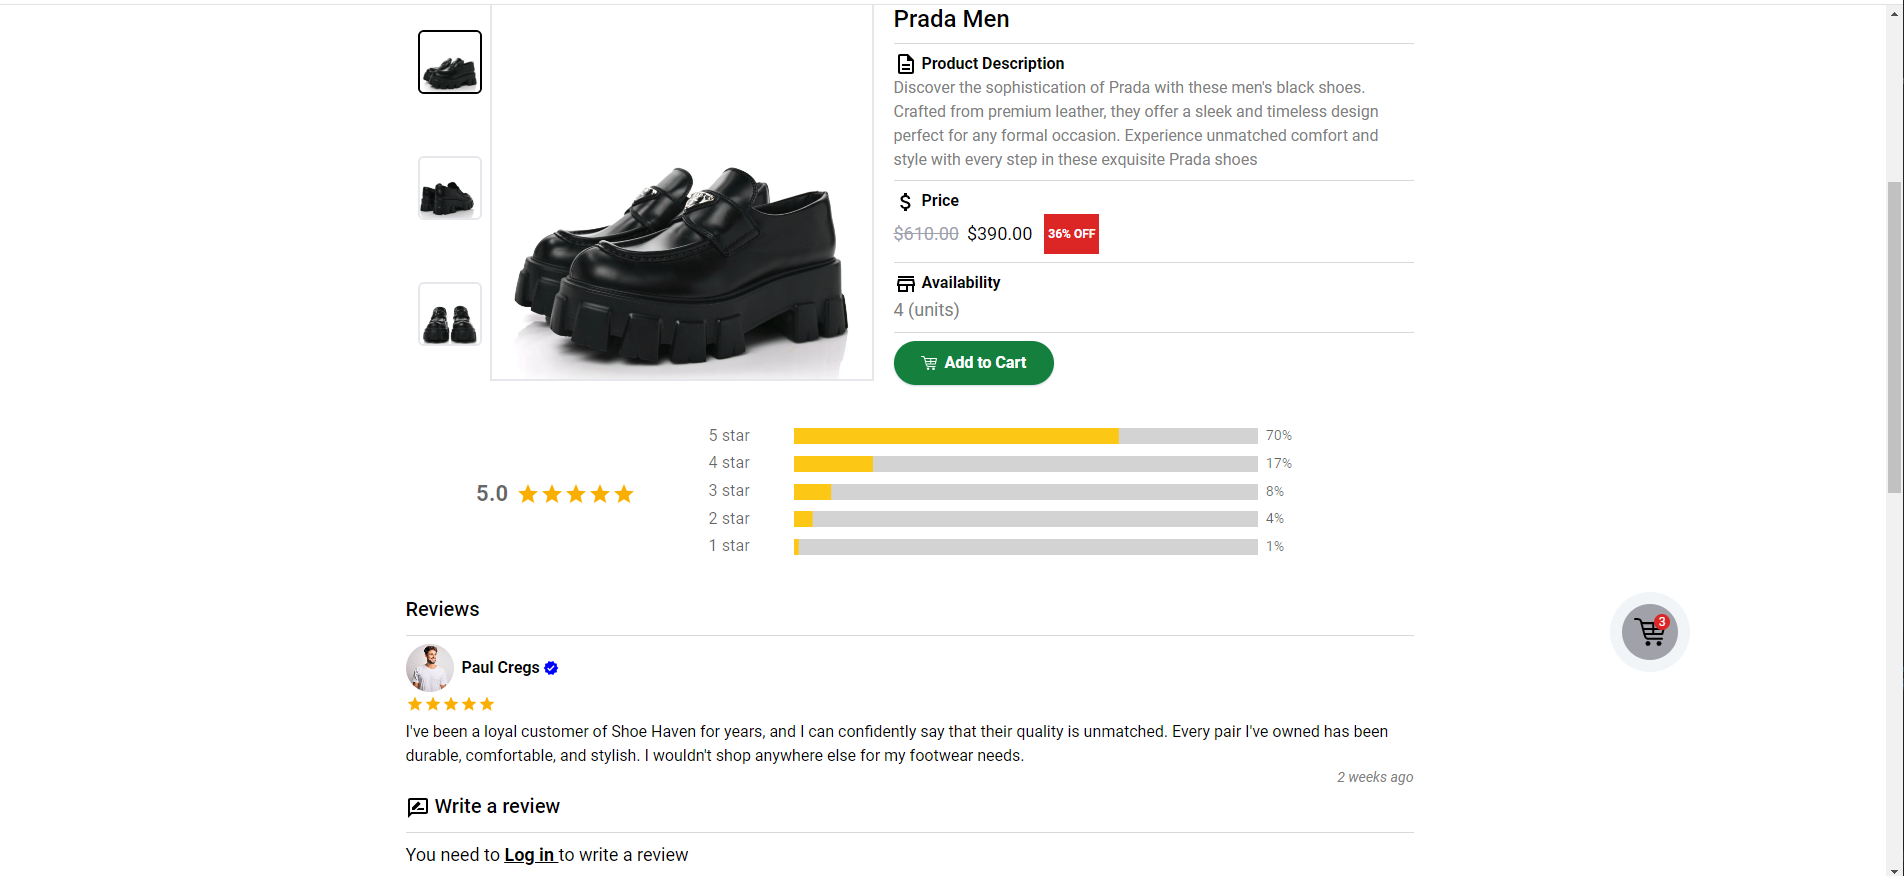 Prada Men
Product Description
Discover the sophistication of Prada with these men's black shoes.
Crafted from premium leather, they offer a sleek and timeless design
perfect for any formal occasion. Experience unmatched comfort and
style with every step in these exquisite Prada shoes
Price
$610.00 $390.00 36% OFF
Availability
4 (units)
Add to Cart
5.0
5 star 70%
4 star 17%
3 star 8%
2 star 4%
1 star 1%
Reviews
3
Paul Cregs
I've been a loyal customer of Shoe Haven for years, and I can confidently say that their quality is unmatched. Every pair I've owned has been
durable, comfortable, and stylish. I wouldn't shop anywhere else for my footwear needs.
2 weeks ago
Write a review
You need to Log in to write a review